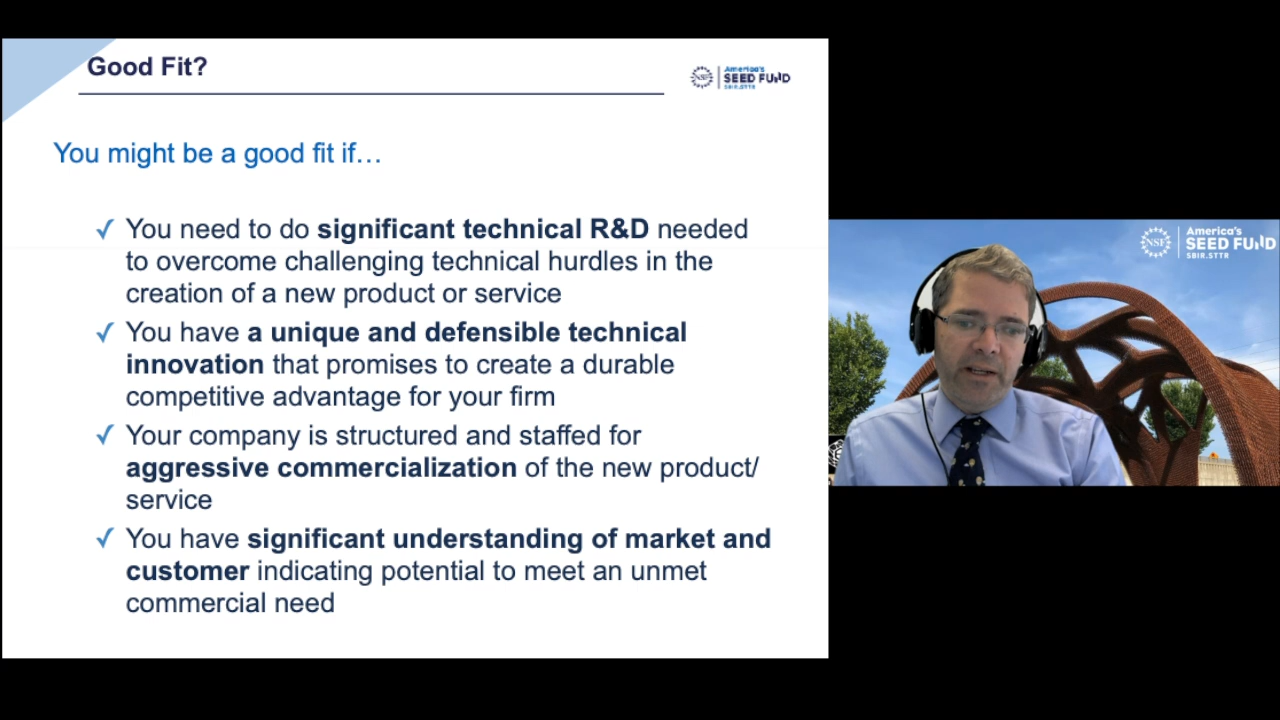 Good Fit?
NSF
America's
SEED FUND
SBIR.STTR
You might be a good fit if…
✓ You need to do significant technical R&D needed
to overcome challenging technical hurdles in the
creation of a new product or service
✓ You have a unique and defensible technical
innovation that promises to create a durable
competitive advantage for your firm
✓ Your company is structured and staffed for
aggressive commercialization of the new product/
service
✓ You have significant understanding of market and
customer indicating potential to meet an unmet
commercial need
NSF
America's
SEED FUND
SBIR.STTR